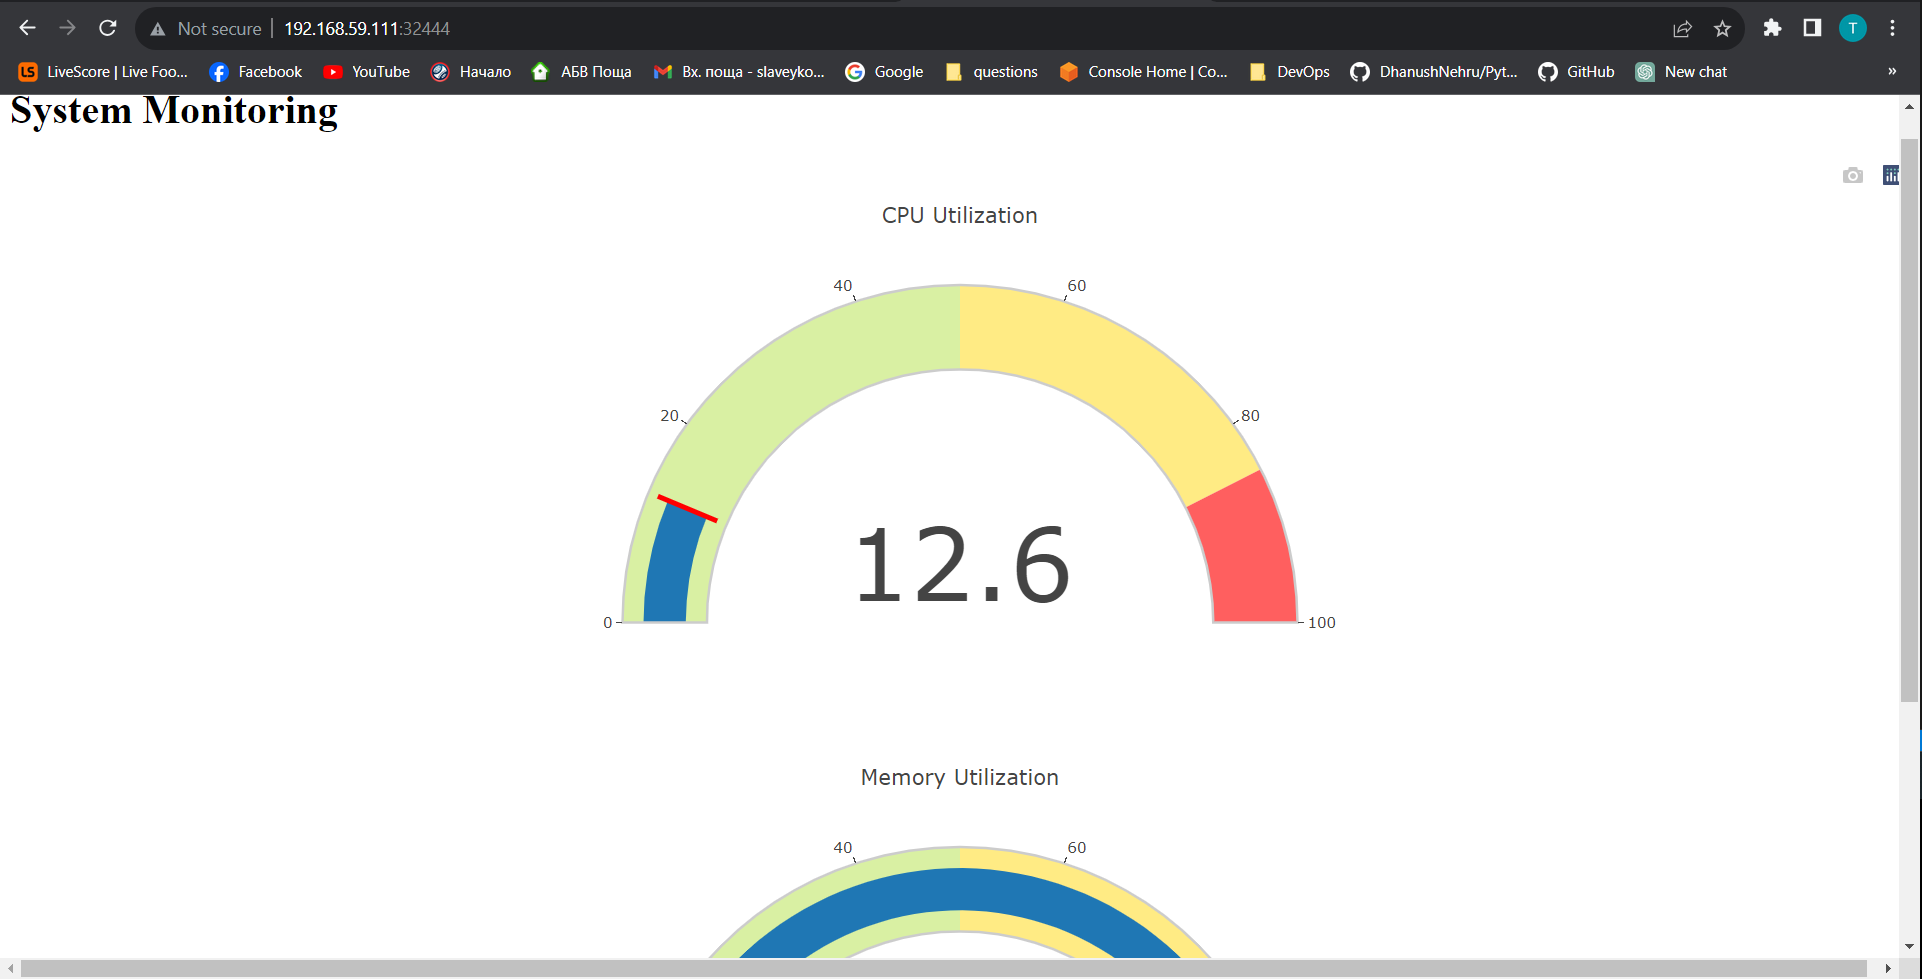 Not secure 192.168.59.111:32444
T
LiveScore | Live Foo... Facebook YouTube Начало АБВ Поща Вх. поща - slaveyko... Google questions Console Home | Co... DevOps DhanushNehru/Pyt... GitHub New chat »
System Monitoring
CPU Utilization
40 60
20 80
12.6
0 100
Memory Utilization
40 60